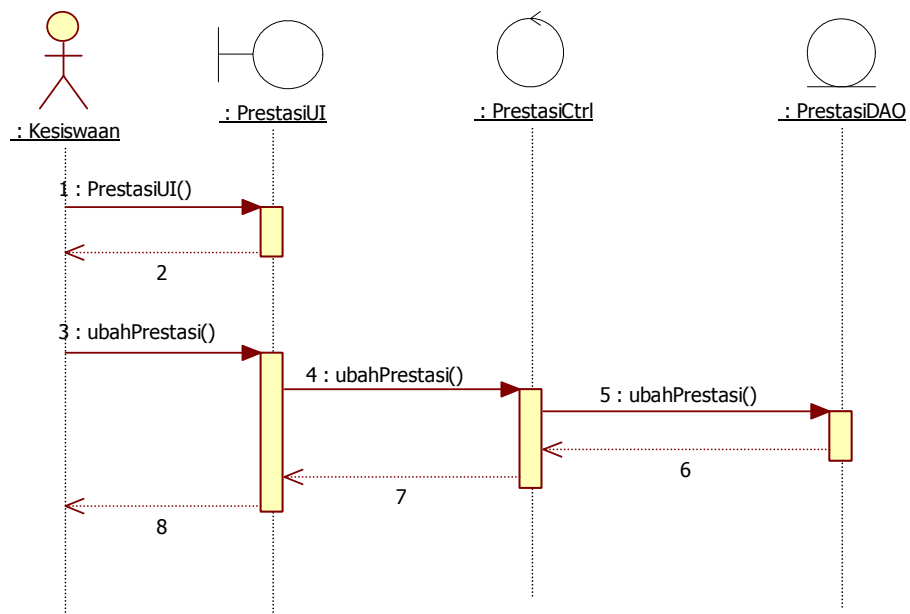 : Kesiswaan
: PrestasiUI
: PrestasiCtrl
: PrestasiDAO
1 : PrestasiUI()
2
3 : ubahPrestasi()
4 : ubahPrestasi()
5 : ubahPrestasi()
6
7
8